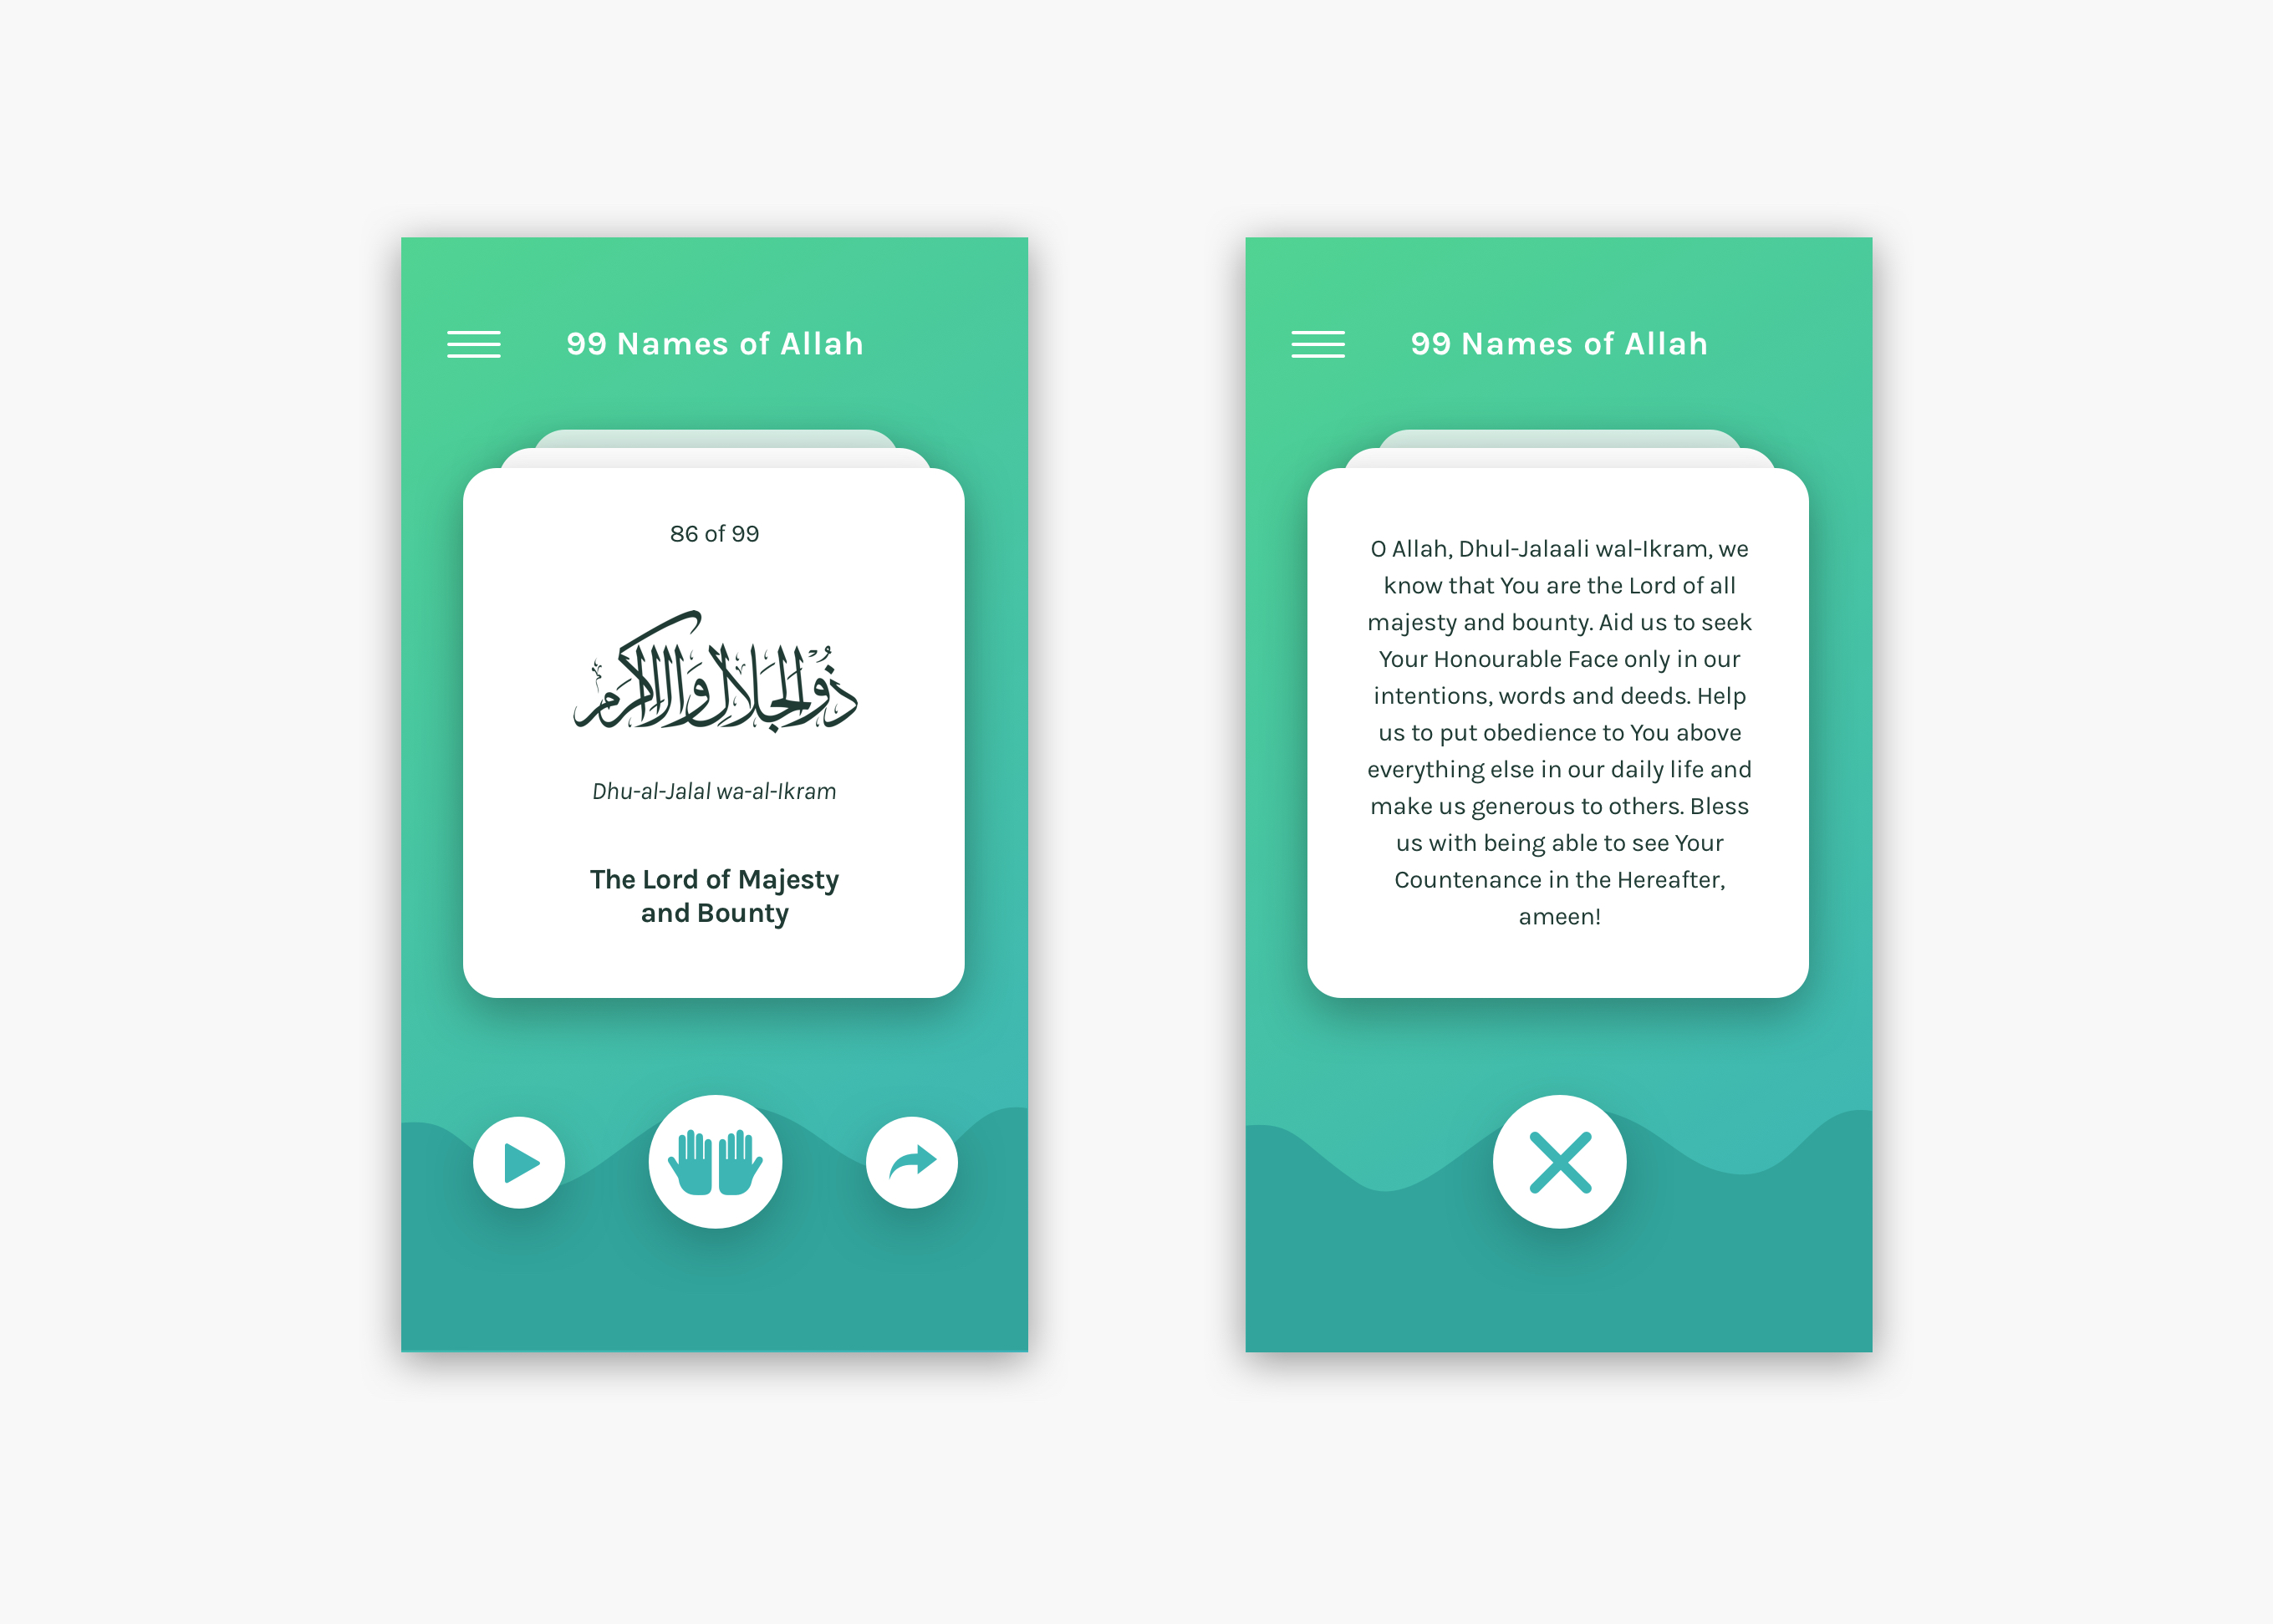 99 Names of Allah
86 of 99
ذُو الْجَلَالِ وَالْإِكْرَامِ
Dhu-al-Jalal wa-al-Ikram
The Lord of Majesty
and Bounty
99 Names of Allah
O Allah, Dhul-Jalaali wal-Ikram, we
know that You are the Lord of all
majesty and bounty. Aid us to seek
Your Honourable Face only in our
intentions, words and deeds. Help
us to put obedience to You above
everything else in our daily life and
make us generous to others. Bless
us with being able to see Your
Countenance in the Hereafter,
ameen!